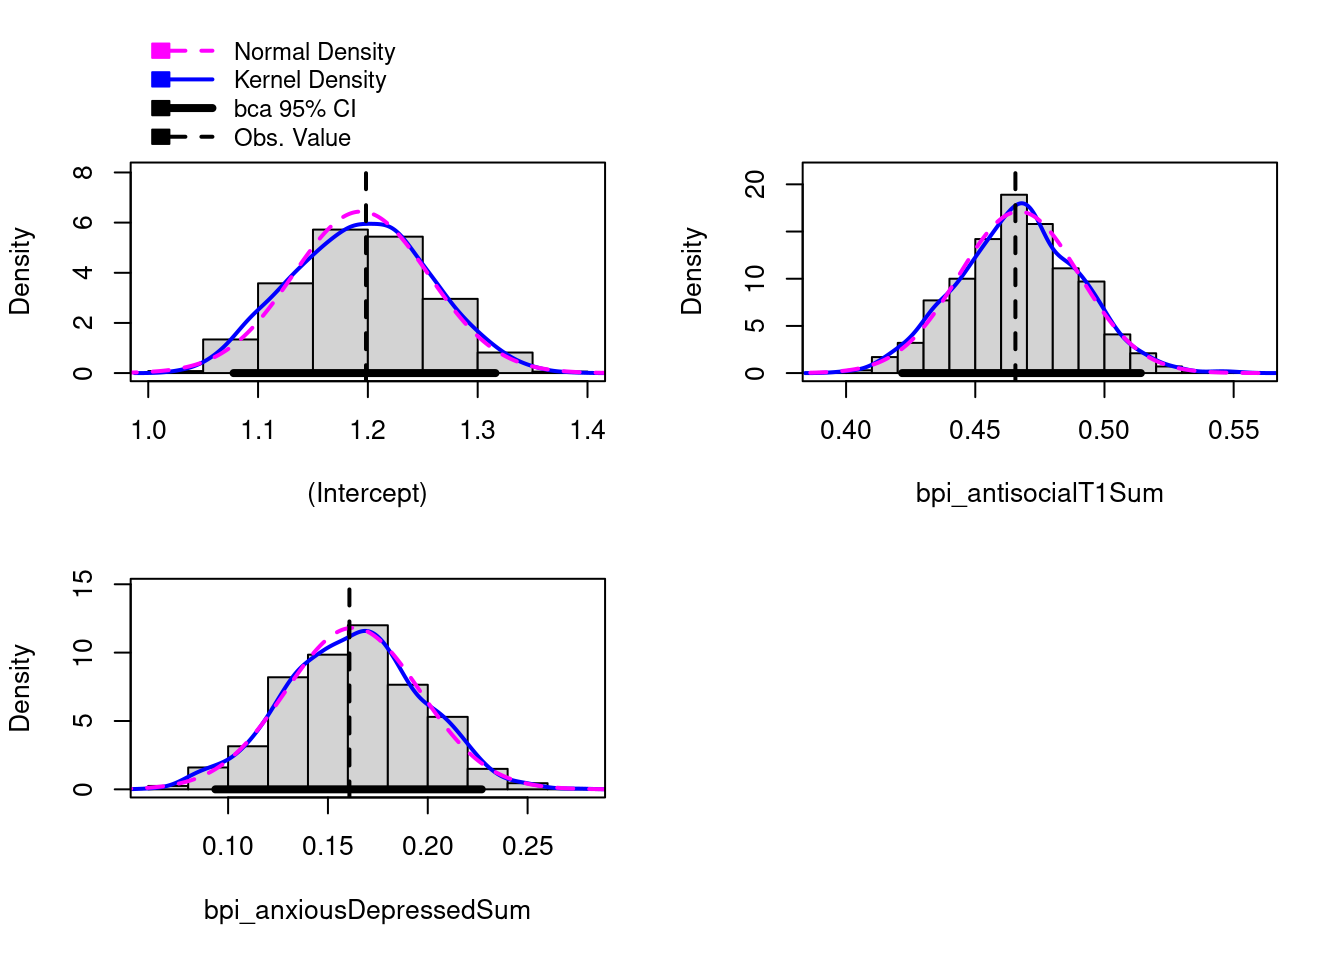 Normal Density
Kernel Density
bca 95% CI
Obs. Value
Density
8
6
4
2
0
1.0 1.1 1.2 1.3 1.4
(Intercept)
Density
20
10
5
0
0.40 0.45 0.50 0.55
bpi_antisocialT1Sum
Density
15
10
5
0
0.10 0.15 0.20 0.25
bpi_anxiousDepressedSum